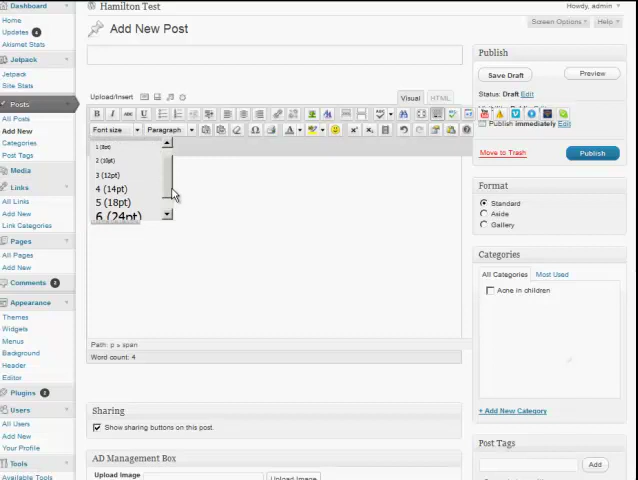 Dashboard
Hamilton Test
Howdy, admin
Home
Updates 4
Akismet Stats
Add New Post
Screen Options
Help
Jetpack
Jetpack
Site Stats
Posts
All Posts
Add New
Categories
Post Tags
Media
Links
All Links
Add New
Link Categories
Pages
All Pages
Add New
Comments
Appearance
Themes
Widgets
Menus
Background
Header
Editor
Plugins 2
Users
All Users
Add New
Your Profile
Tools
Available Tools
Upload/Insert
Visual
HTML
Font size
Paragraph
1 (8pt)
2 (10pt)
3 (12pt)
4 (14pt)
5 (18pt)
6 (24pt)
Path: p » span
Word count: 4
Sharing
Show sharing buttons on this post.
AD Management Box
Upload Image
Upload Image
Publish
Save Draft
Preview
Status: Draft Edit
Publish immediately Edit
Move to Trash
Publish
Format
Standard
Aside
Gallery
Categories
All Categories
Most Used
Acne in children
+ Add New Category
Post Tags
Add